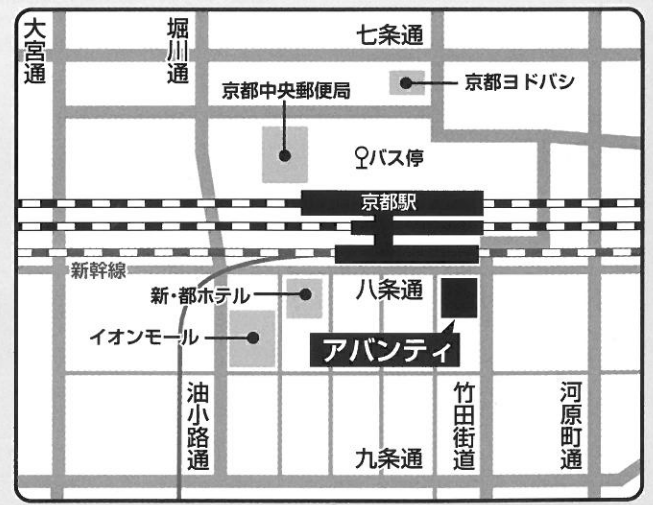 大宮通
堀川通
七条通
京都ヨドバシ
京都中央郵便局
バス停
京都駅
新幹線
八条通
新・都ホテル
イオンモール
アバンティ
油小路通
九条通
竹田街道
河原町通